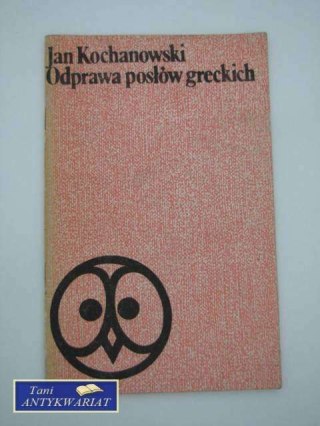 Jan Kochanowski
Odprawa posłów greckich
Tani
ANTYKWARIAT